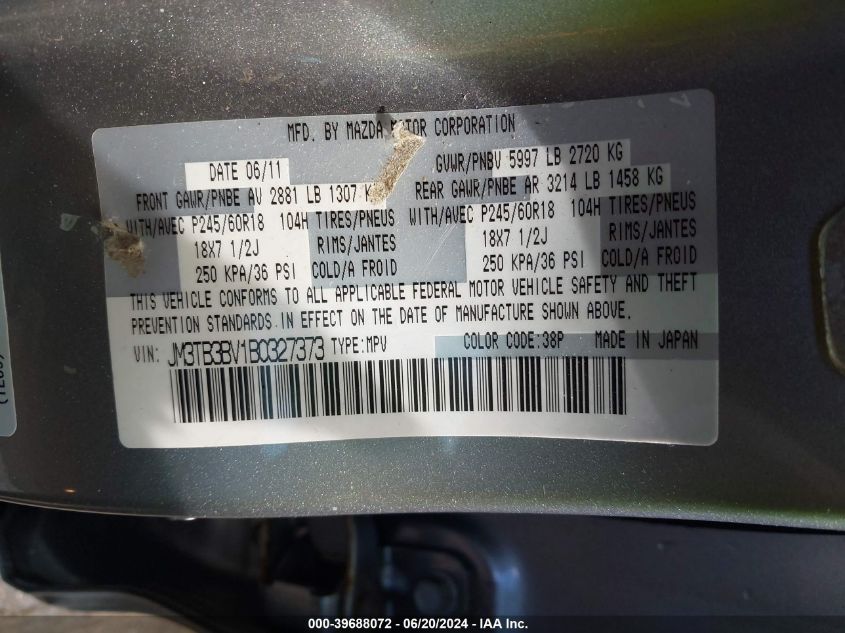 MFD. BY MAZDA MOTOR CORPORATION
DATE 06/11 GVWR/PNBV 5997 LB 2720 KG
FRONT GAWR/PNBE AV 2881 LB 1307 K REAR GAWR/PNBE AR 3214 LB 1458 KG
WITH/AVEC P245/60R18 104H TIRES/PNEUS WITH/AVEC P245/60R18 104H TIRES/PNEUS
18X7 1/2J RIMS/JANTES 18X7 1/2J RIMS/JANTES
250 KPA/36 PSI COLD/A FROID 250 KPA/36 PSI COLD/A FROID
THIS VEHICLE CONFORMS TO ALL APPLICABLE FEDERAL MOTOR VEHICLE SAFETY AND THEFT
PREVENTION STANDARDS IN EFFECT ON THE DATE OF MANUFACTURE SHOWN ABOVE.
VIN: JM3TB3BV1B0327373 TYPE:MPV COLOR CODE:38P MADE IN JAPAN
000-39688072 - 06/20/2024 - IAA Inc.